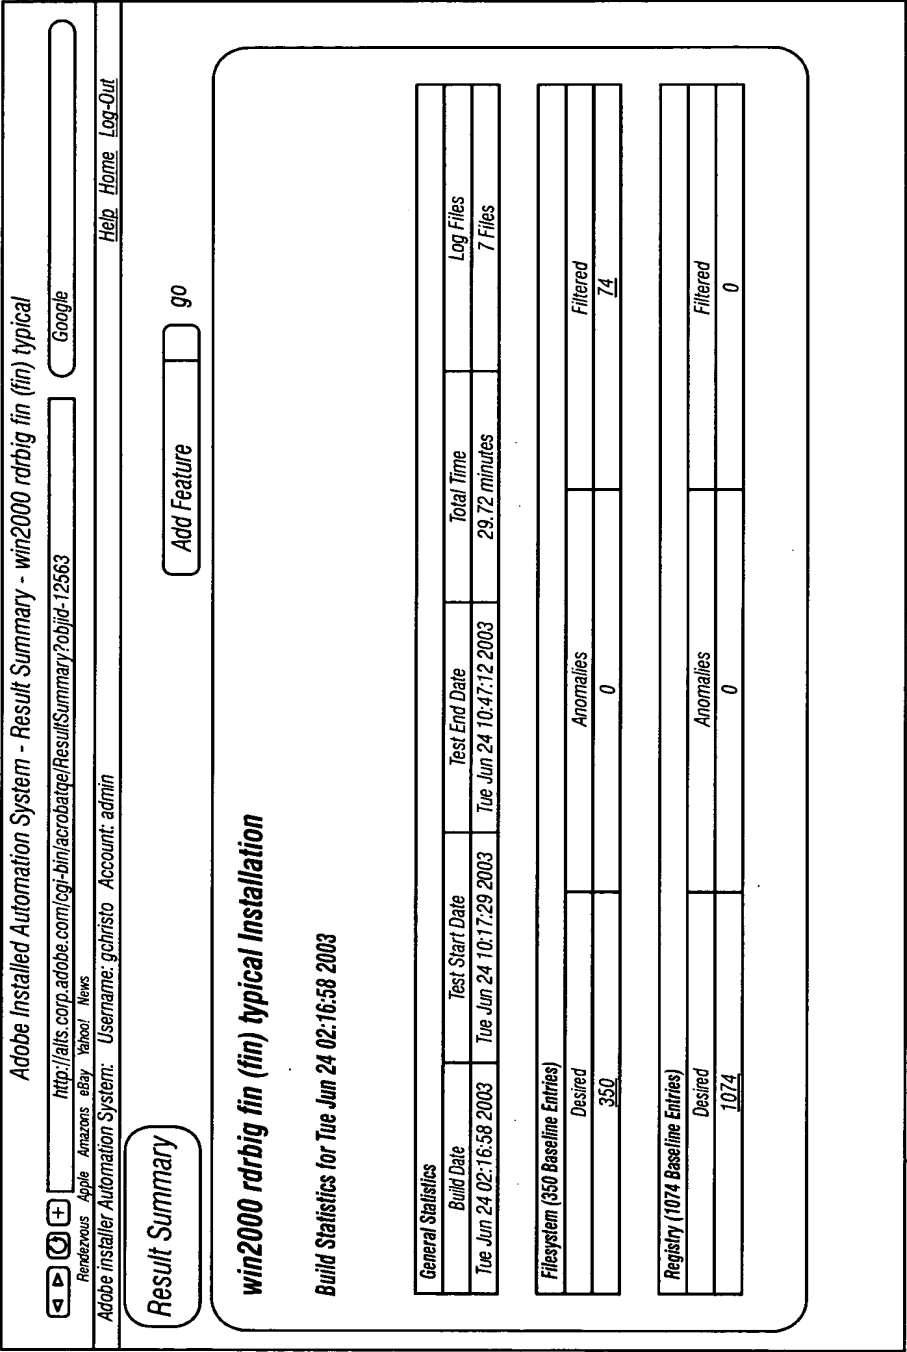 Adobe Installed Automation System - Result Summary - win2000 rdrbig fin (fin) typical
http://alts.corp.adobe.com/cgi-bin/acrobatqe/ResultSummary?objid-12563
Google
Rendezvous Apple Amazons eBay Yahoo! News
Adobe installer Automation System: Username: gchristo Account: admin
Help Home Log-Out
Result Summary
Add Feature
go
win2000 rdrbig fin (fin) typical Installation
Build Statistics for Tue Jun 24 02:16:58 2003
General Statistics
Build Date Test Start Date Test End Date Total Time Log Files
Tue Jun 24 02:16:58 2003 Tue Jun 24 10:17:29 2003 Tue Jun 24 10:47:12 2003 29.72 minutes 7 Files
Filesystem (350 Baseline Entries)
Desired Anomalies Filtered
350 0 74
Registry (1074 Baseline Entries)
Desired Anomalies Filtered
1074 0 0